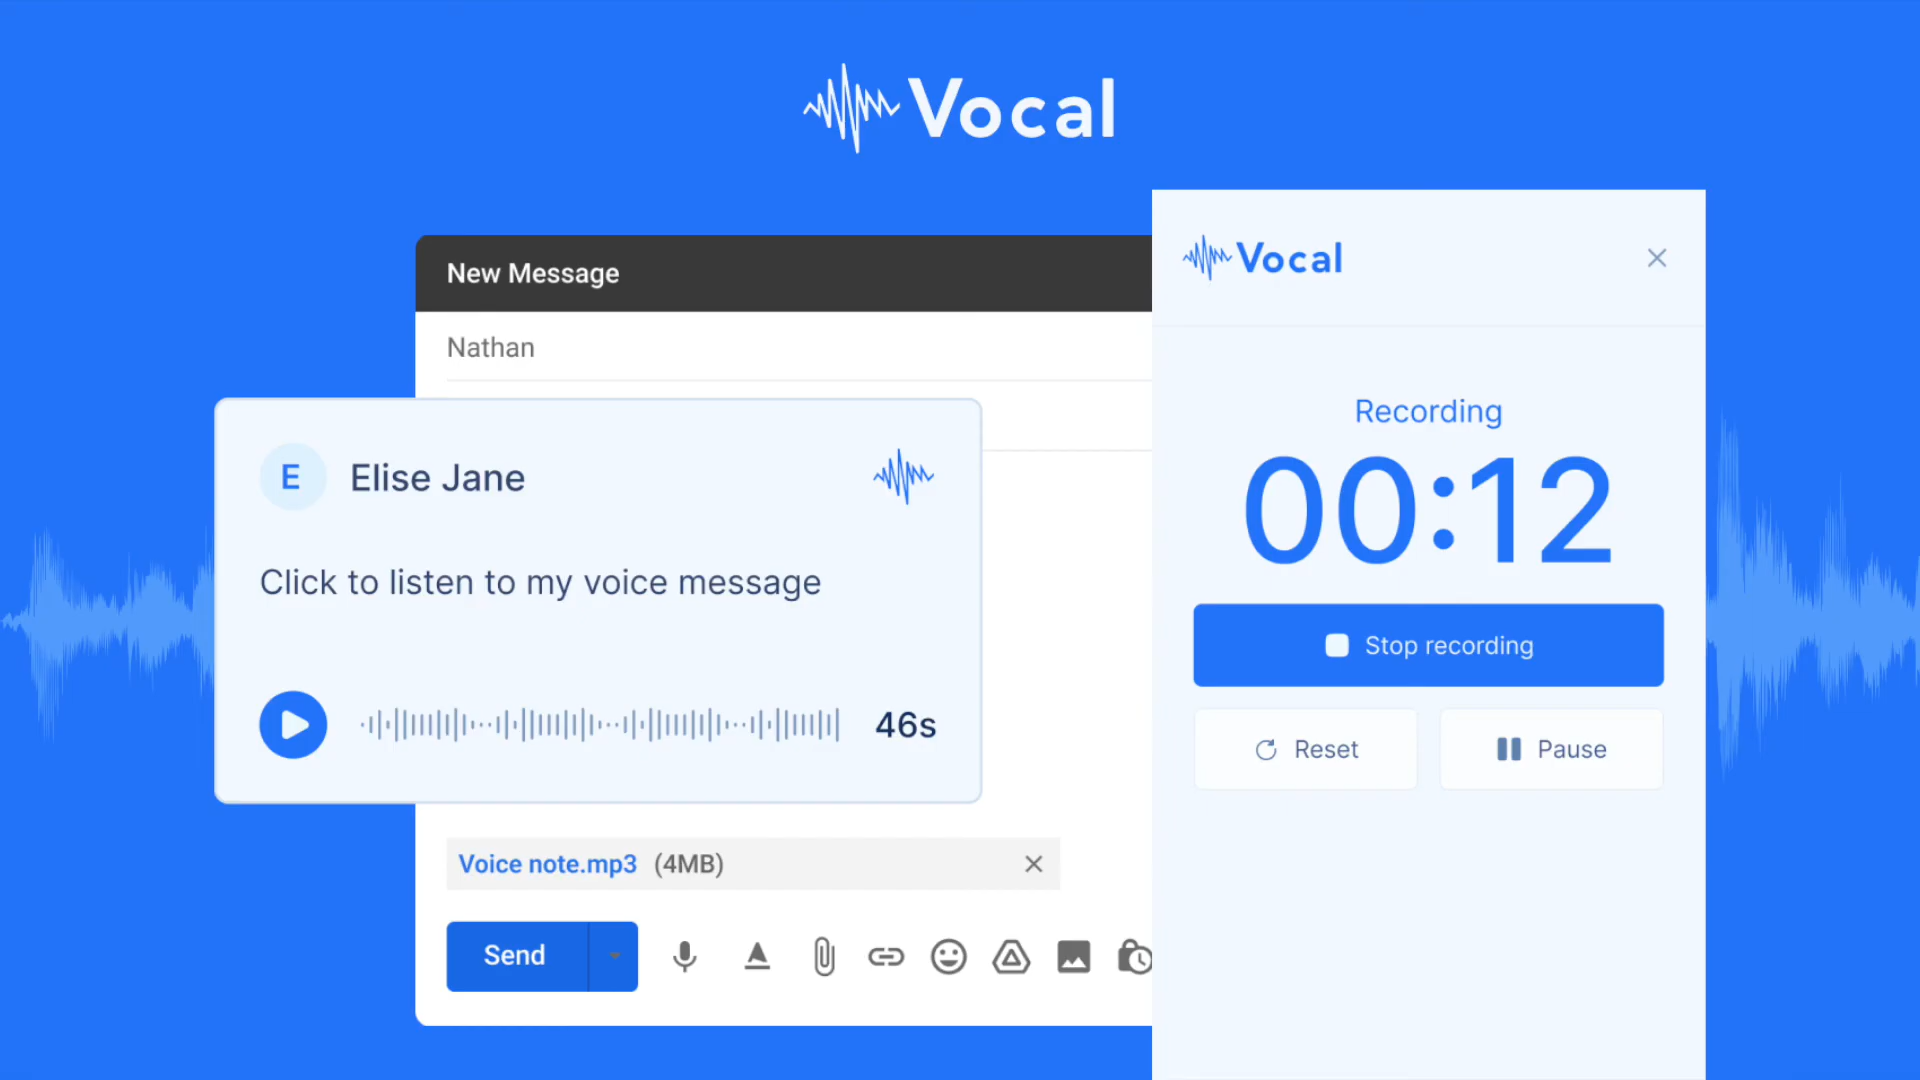 Vocal
New Message
Nathan
E
Elise Jane
Click to listen to my voice message
46s
Voice note.mp3 (4MB)
Send
Vocal
Recording
00:12
Stop recording
Reset
Pause